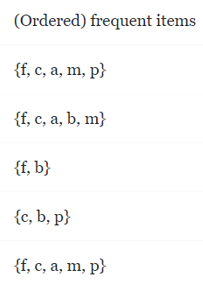 (Ordered) frequent items
{f, c, a, m, p}
{f, c, a, b, m}
{f, b}
{c, b, p}
{f, c, a, m, p}